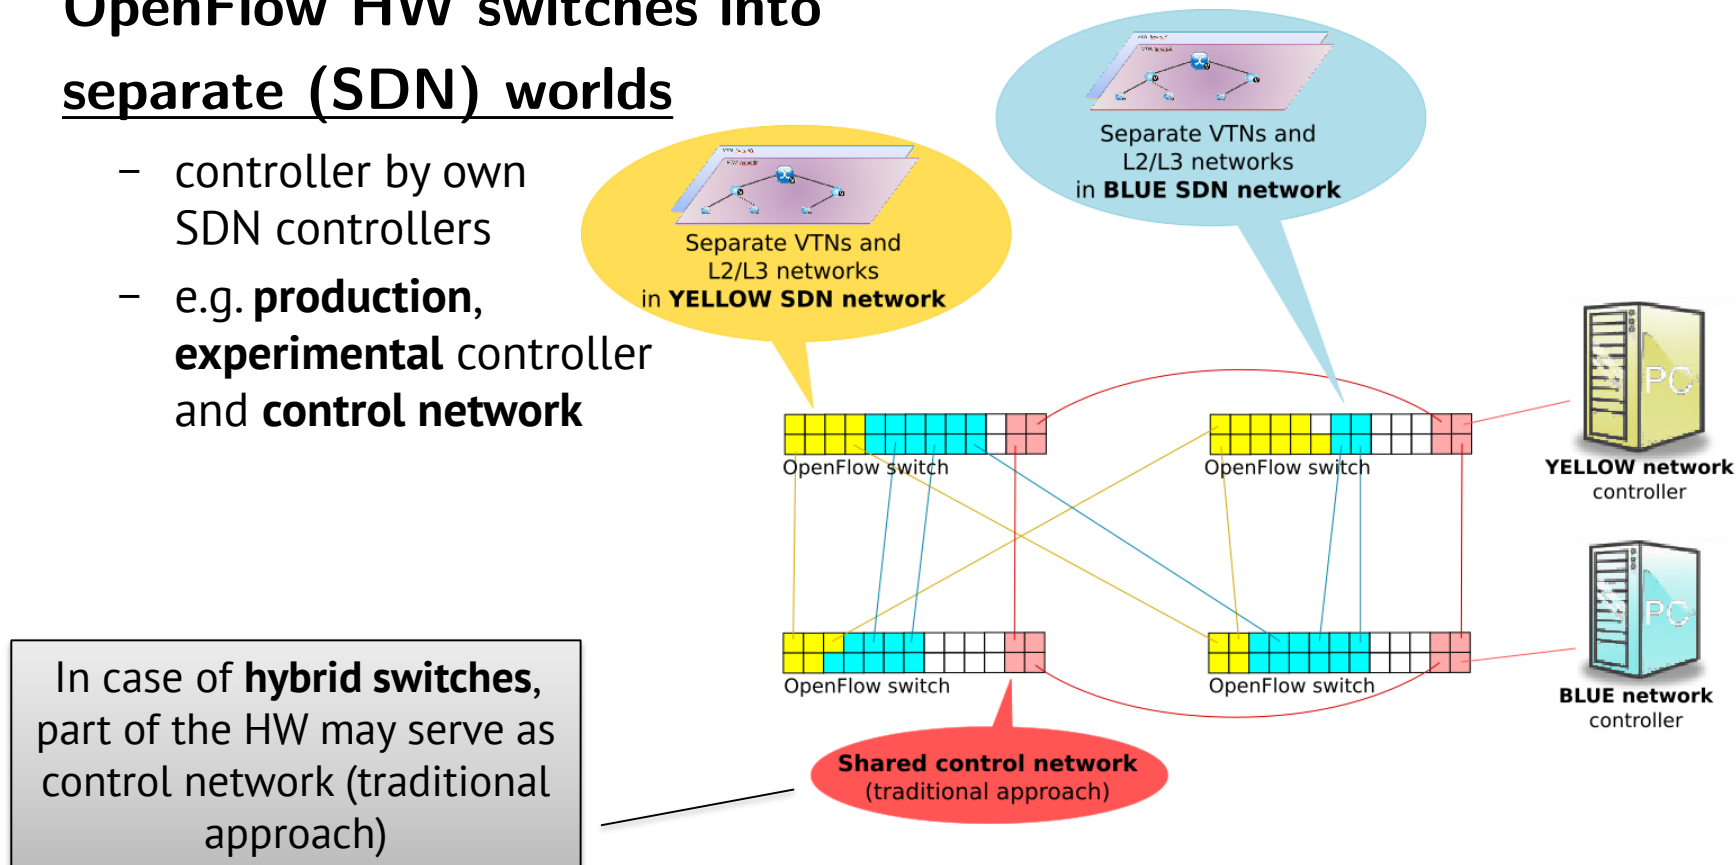 OpenFlow HW switches into
separate (SDN) worlds
– controller by own
SDN controllers
– e.g. production,
experimental controller
and control network
Separate VTNs and
L2/L3 networks
in YELLOW SDN network
Separate VTNs and
L2/L3 networks
in BLUE SDN network
OpenFlow switch
OpenFlow switch
PC
YELLOW network
controller
OpenFlow switch
OpenFlow switch
PC
BLUE network
controller
Shared control network
(traditional approach)
In case of hybrid switches,
part of the HW may serve as
control network (traditional
approach)